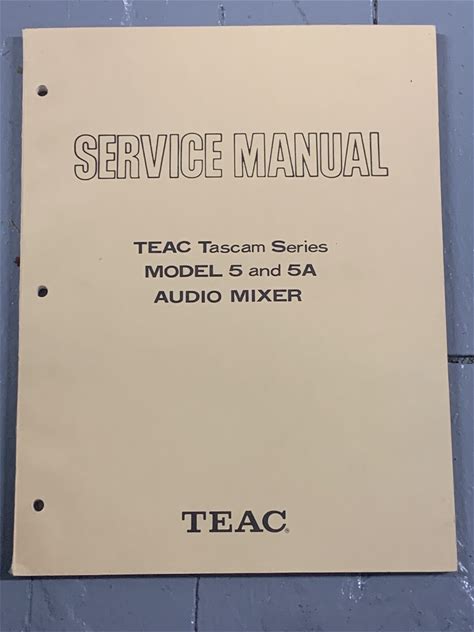 SERVICE MANUAL
TEAC Tascam Series
MODEL 5 and 5A
AUDIO MIXER
TEAC®